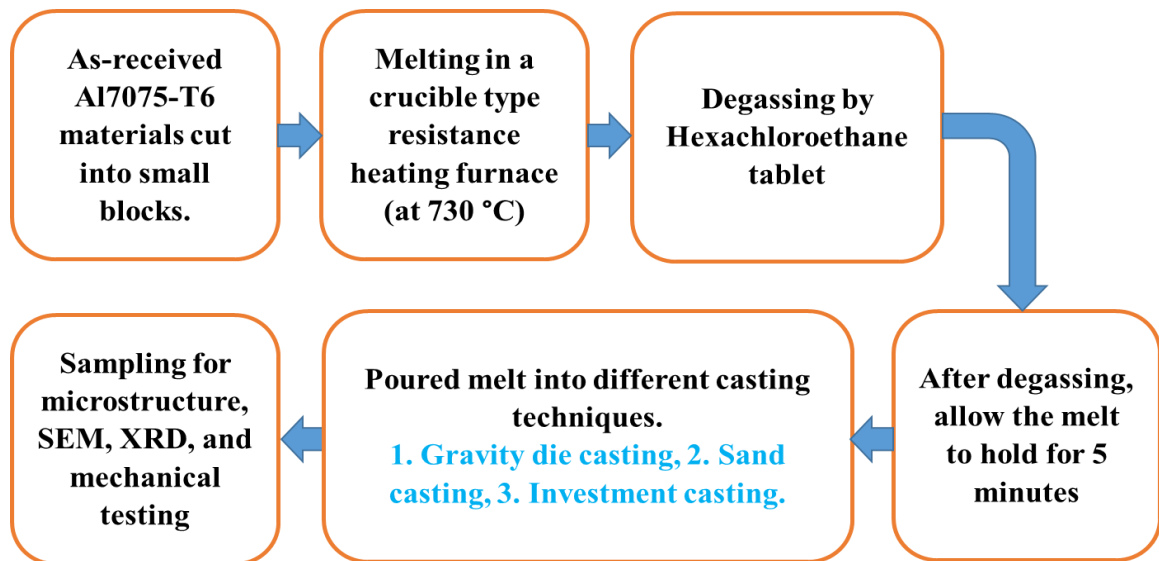 As-received
Al7075-T6
materials cut
into small
blocks.
Melting in a
crucible type
resistance
heating furnace
(at 730 °C)
Degassing by
Hexachloroethane
tablet
After degassing,
allow the melt
to hold for 5
minutes
Poured melt into different casting
techniques.
1. Gravity die casting, 2. Sand
casting, 3. Investment casting.
Sampling for
microstructure,
SEM, XRD, and
mechanical
testing